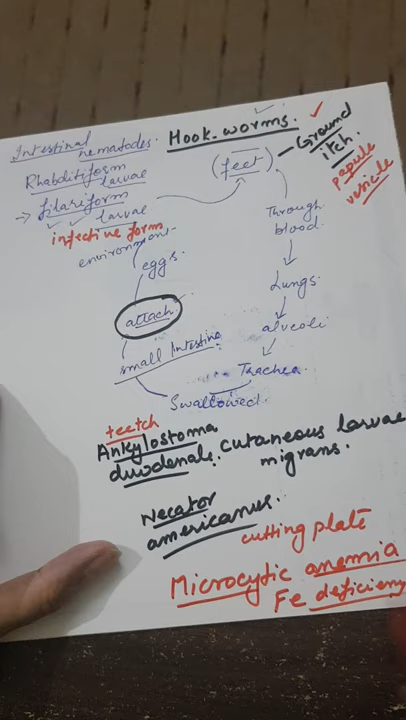 Intestinal nematodes.
Hook-worms.
Rhabditiform larvae
→ filariform larvae
infective form
environment.
eggs.
attach.
small Intestine.
(feet)
Ground itch.
papule
vesicle
Through blood.
Lungs.
alveoli
Trachea
Swallowed.
teetch
Ankylostoma duodenale.
cutaneous larvae migrans.
Necator americanus.
cutting plate
Microcytic anemia
Fe deficieny